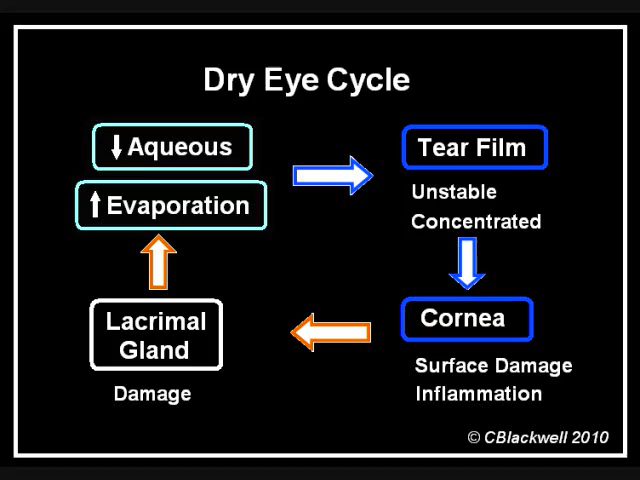 Dry Eye Cycle
↓ Aqueous
↑ Evaporation
Tear Film
Unstable
Concentrated
Cornea
Surface Damage
Inflammation
Lacrimal
Gland
Damage
© CBlackwell 2010